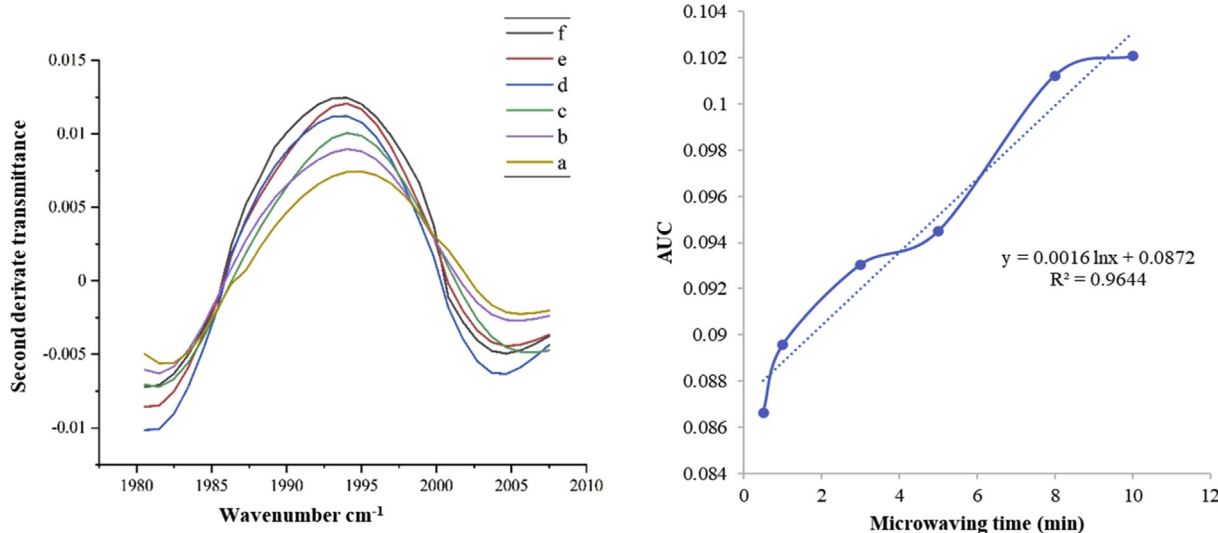 f
e
d
c
b
a
0.015
0.01
0.005
0
-0.005
-0.01
1980 1985 1990 1995 2000 2005 2010
Second derivate transmittance
Wavenumber cm-1
0.104
0.102
0.1
0.098
0.096
0.094
0.092
0.09
0.088
0.086
0.084
0 2 4 6 8 10 12
AUC
y = 0.0016 lnx + 0.0872
R² = 0.9644
Microwaving time (min)